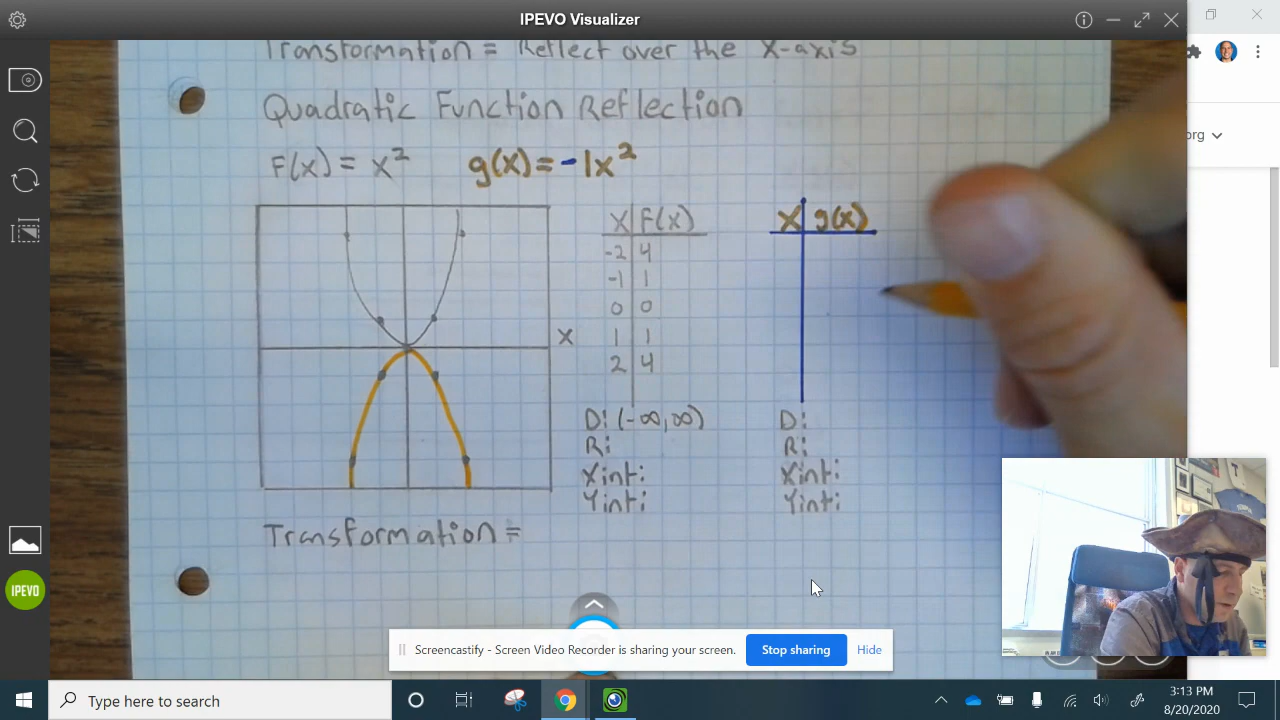 IPEVO Visualizer
Transformation = Reflect over the X-axis
Quadratic Function Reflection
F(x) = x² g(x) = -1x²
X F(x)
-2 4
-1 1
0 0
1 1
2 4
X
D: (-∞,∞)
R:
Xint:
Yint:
X g(x)
D:
R:
Xint:
Yint:
Transformation =
org
IPEVO
Screencastify - Screen Video Recorder is sharing your screen.
Stop sharing
Hide
Type here to search
3:13 PM
8/20/2020